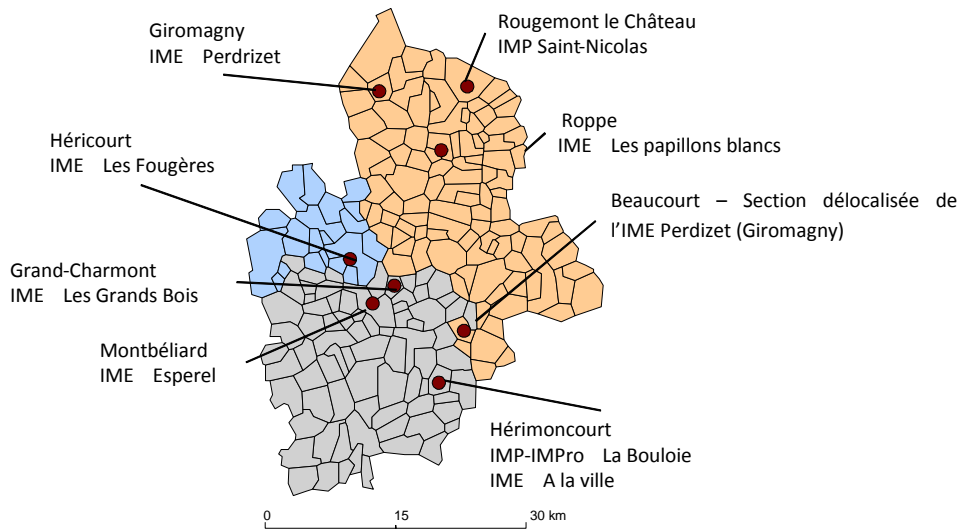 Giromagny
IME Perdrizet
Rougemont le Château
IMP Saint-Nicolas
Roppe
IME Les papillons blancs
Héricourt
IME Les Fougères
Beaucourt – Section délocalisée de
l'IME Perdizet (Giromagny)
Grand-Charmont
IME Les Grands Bois
Montbéliard
IME Esperel
Hérimoncourt
IMP-IMPro La Bouloie
IME A la ville
0 15 30 km